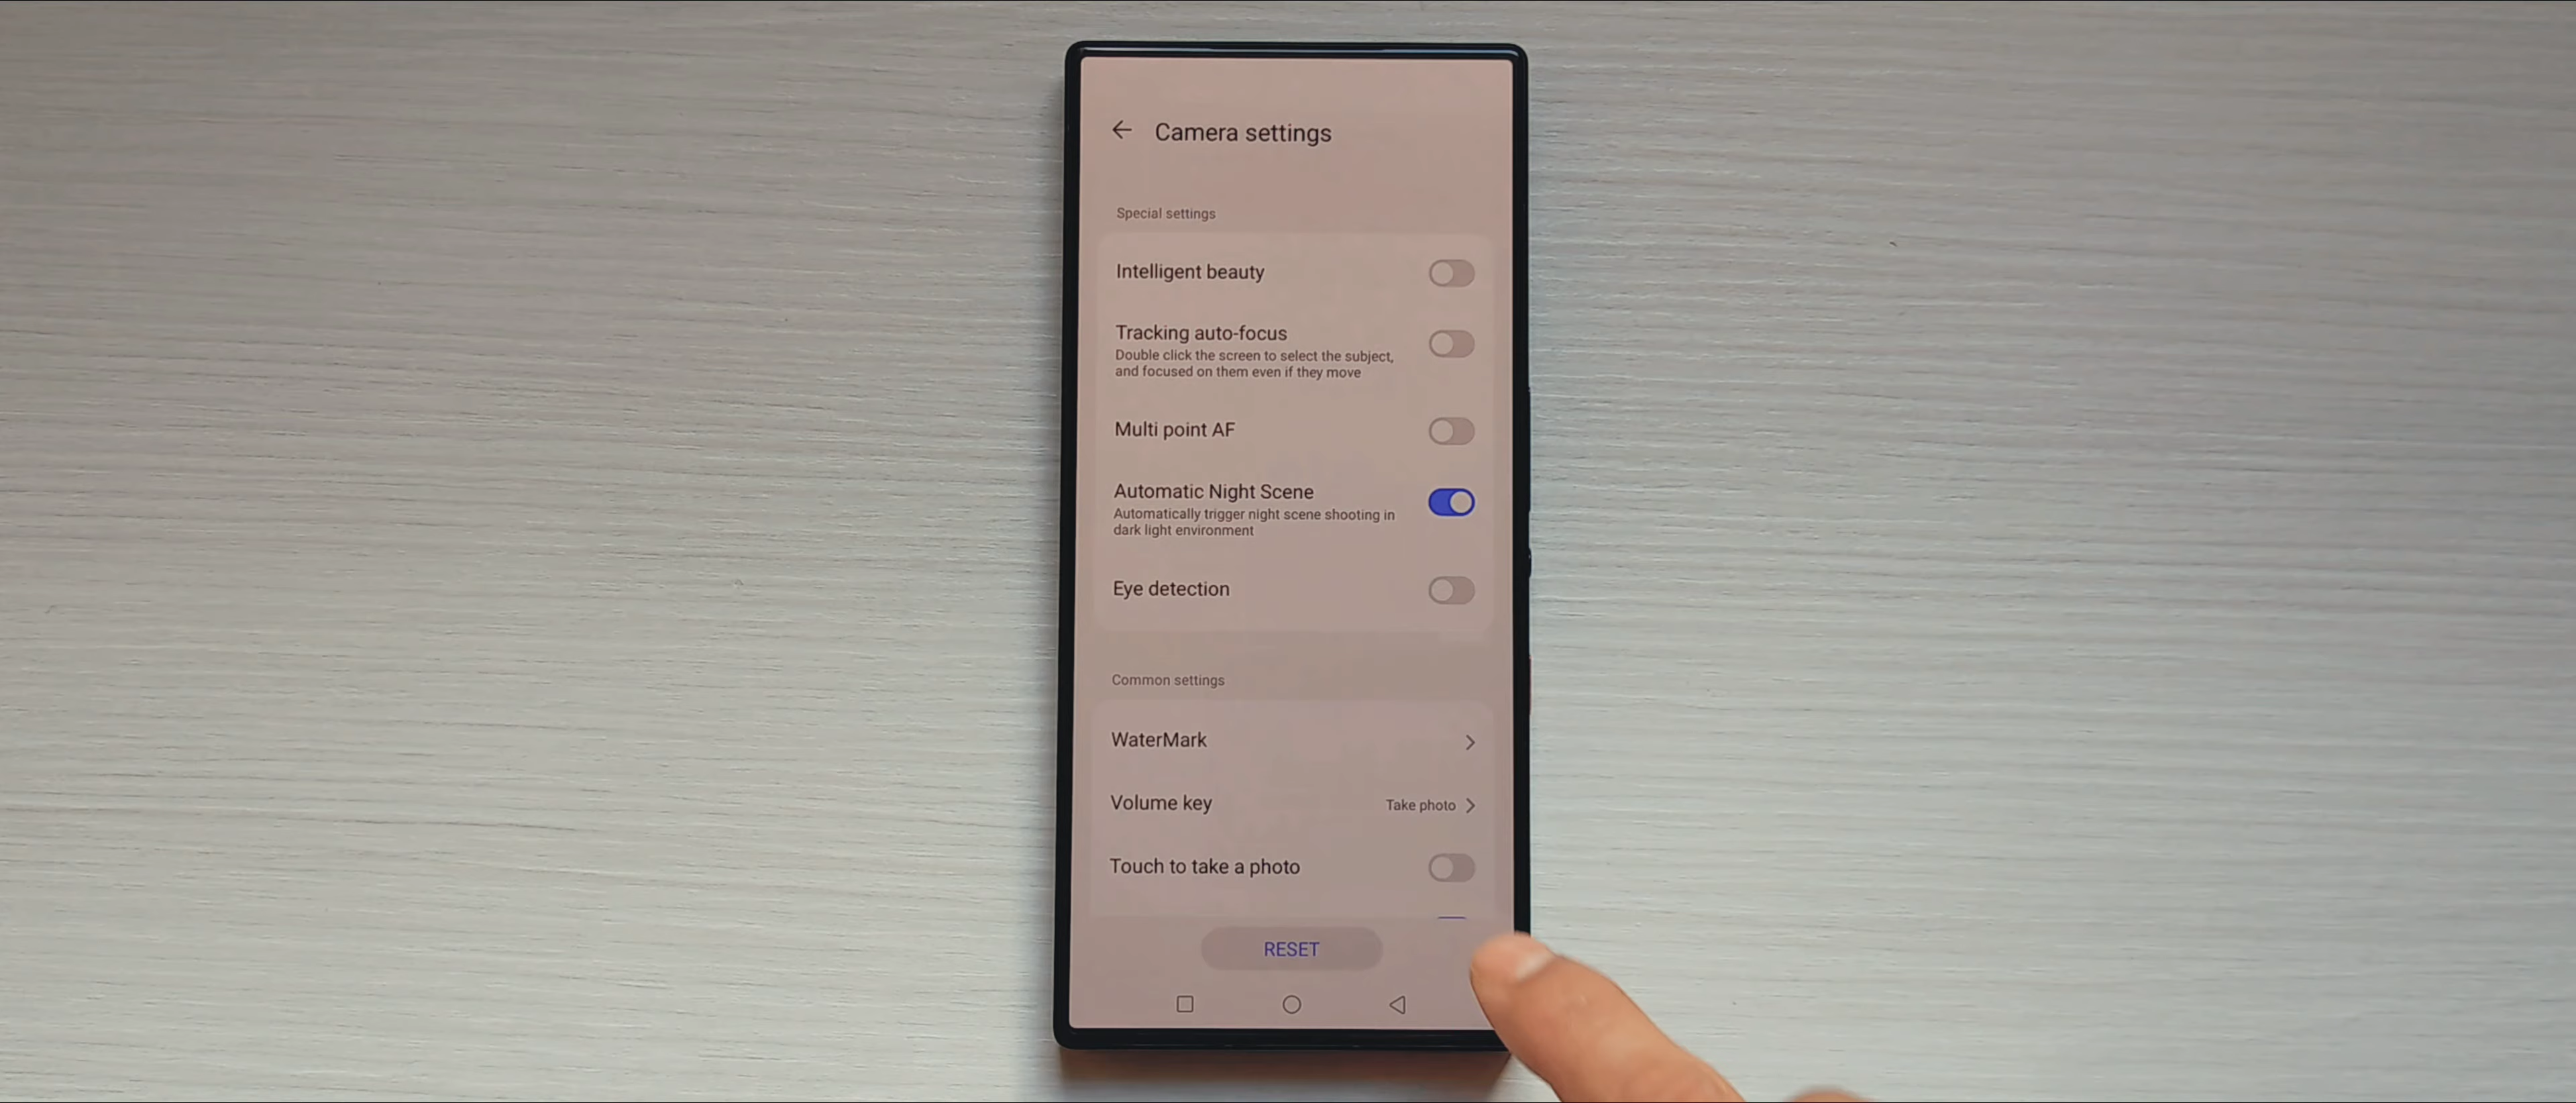 Camera settings
Special settings
Intelligent beauty
Tracking auto-focus
Double click the screen to select the subject,
and focused on them even if they move
Multi point AF
Automatic Night Scene
Automatically trigger night scene shooting in
dark light environment
Eye detection
Common settings
WaterMark
Volume key
Take photo
Touch to take a photo
RESET